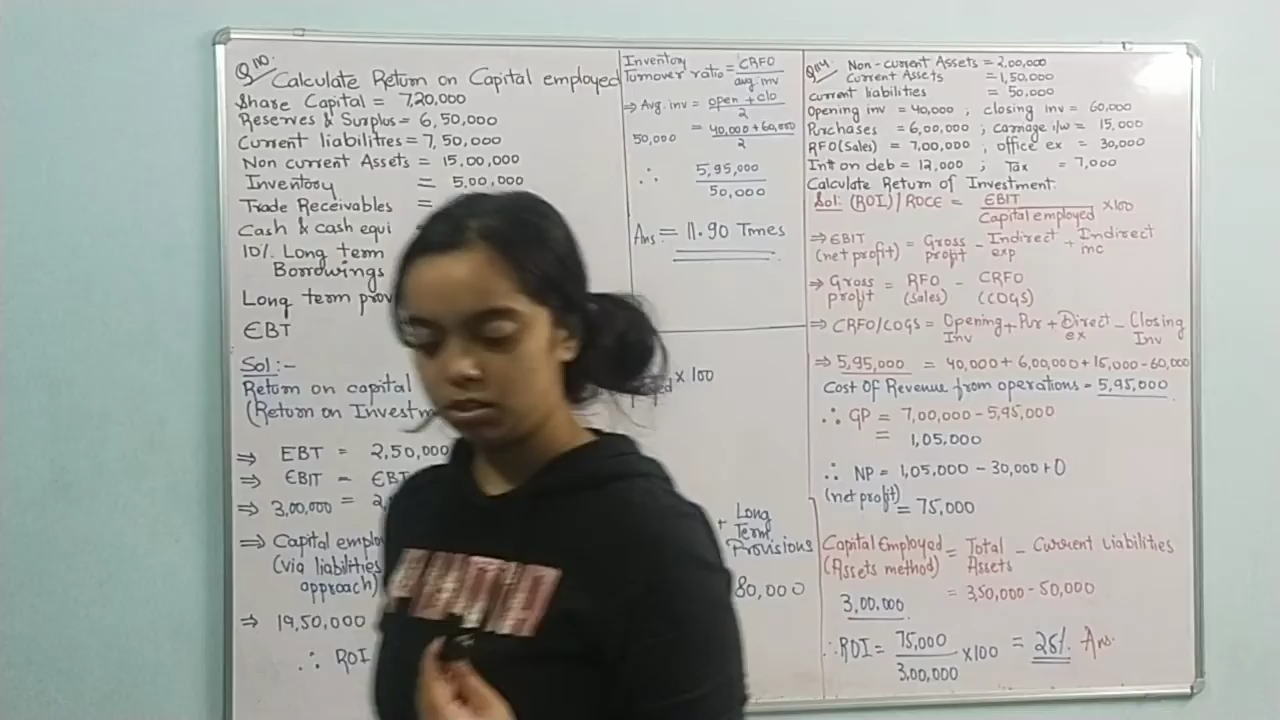 Q110.
Calculate Return on Capital employed
Share Capital = 7,20,000
Reserves & Surplus = 6,50,000
Current liabilities = 7,50,000
Non current Assets = 15,00,000
Inventory = 5,00,000
Trade Receivables =
Cash & cash equi
10% Long term
Borrowings
Long term prov
EBT
Sol:-
Return on capital
(Return on Investm
x 100
⇒ EBT = 2,50,000
⇒ EBIT = EBT
⇒ 3,00,000 = 2,
⇒ Capital emplo
(via liabilities
approach)
+ Long
Term
Provisions
80,000
⇒ 19,50,000
∴ ROI
Inventory
Turnover ratio = CRFO
avg. inv
⇒ Avg. inv = open + clo
2
50,000 = 40,000 + 60,000
2
∴ 5,95,000
50,000
Ans = 11.90 Times
Non-current Assets = 2,00,000
Current Assets = 1,50,000
current liabilities = 50,000
Opening inv = 40,000 ; closing inv = 60,000
Purchases = 6,00,000 ; carriage i/w = 15,000
RFO (Sales) = 7,00,000 ; office ex = 30,000
Int on deb = 12,000 ; Tax = 7,000
Calculate Return of Investment.
Sol: (ROI) / ROCE = EBIT x100
Capital employed
⇒ EBIT = Gross - Indirect + Indirect
(net profit) profit exp inc
⇒ Gross = RFO - CRFO
profit (Sales) (COGS)
⇒ CRFO/COGS = Opening + Pur + Direct - Closing
Inv ex Inv
⇒ 5,95,000 = 40,000 + 6,00,000 + 15,000 - 60,000
Cost Of Revenue from operations = 5,95,000
∴ GP = 7,00,000 - 5,95,000
= 1,05,000
∴ NP = 1,05,000 - 30,000 + 0
(net profit)
= 75,000
Capital Employed = Total - Current Liabilities
(Assets method) Assets
= 3,50,000 - 50,000
3,00,000
∴ ROI = 75,000 x100 = 25% Ans.
3,00,000